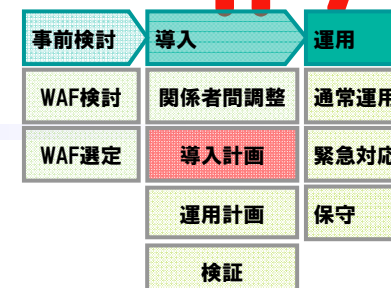 事前検討 導入 運用
WAF検討 関係者間調整 通常運用
WAF選定 導入計画 緊急対応
運用計画 保守
検証